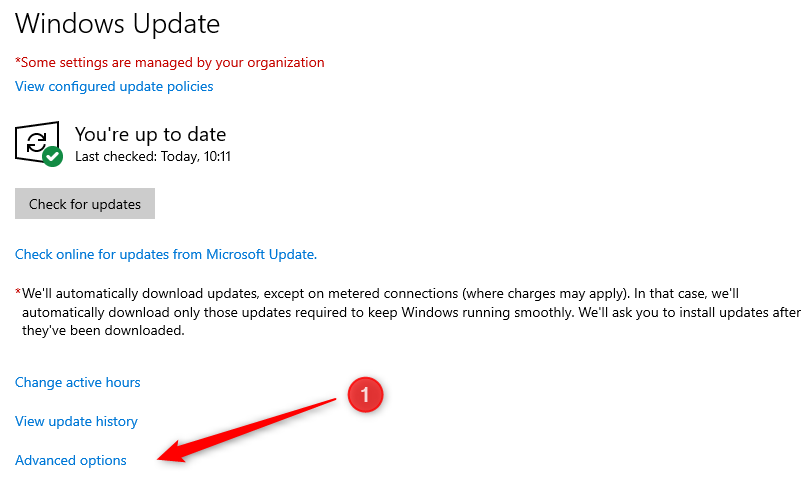 Windows Update
*Some settings are managed by your organization
View configured update policies
You're up to date
Last checked: Today, 10:11
Check for updates
Check online for updates from Microsoft Update.
*We'll automatically download updates, except on metered connections (where charges may apply). In that case, we'll
automatically download only those updates required to keep Windows running smoothly. We'll ask you to install updates after
they've been downloaded.
Change active hours
1
View update history
Advanced options